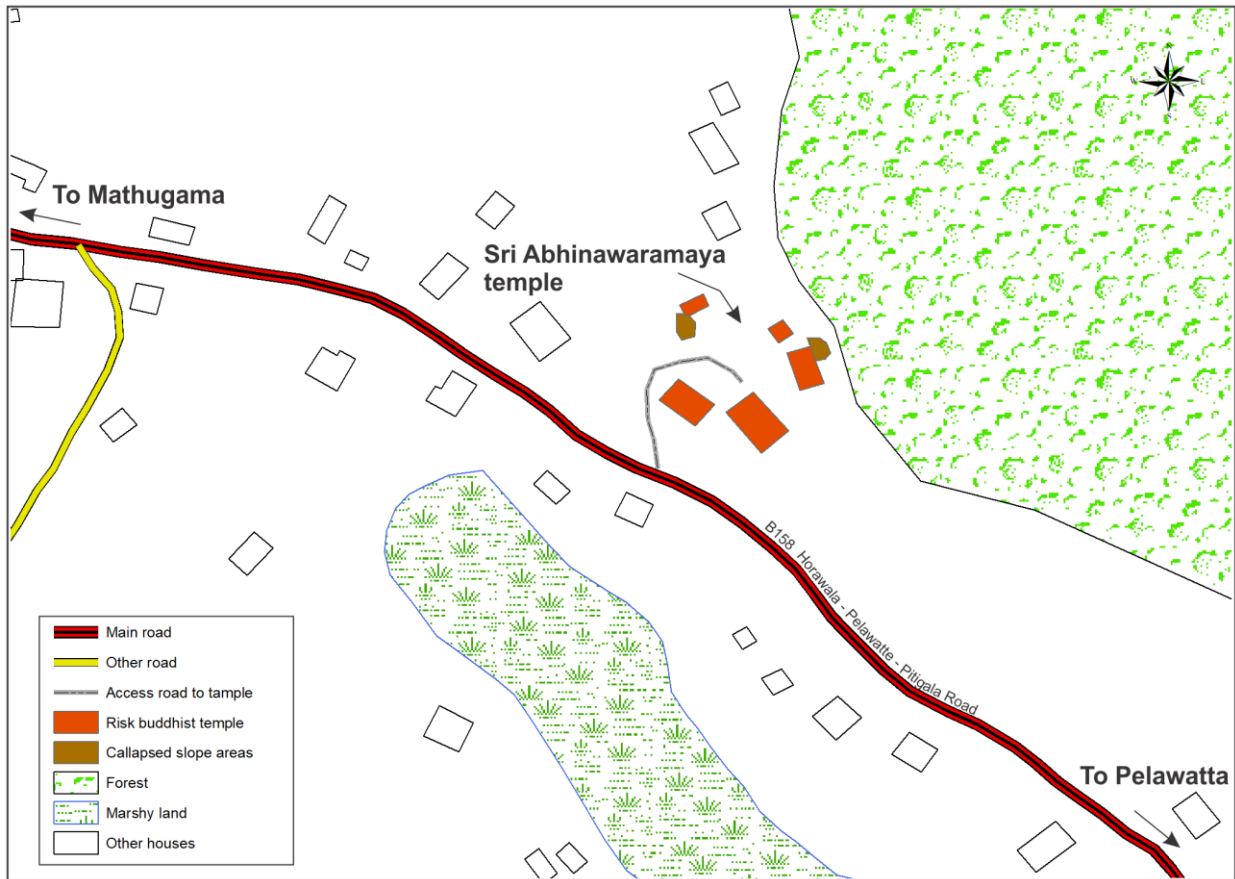 To Mathugama
Sri Abhinawaramaya
temple
B158 Horawala - Pelawatte - Pitigala Road
To Pelawatta
Main road
Other road
Access road to tample
Risk buddhist temple
Callapsed slope areas
Forest
Marshy land
Other houses